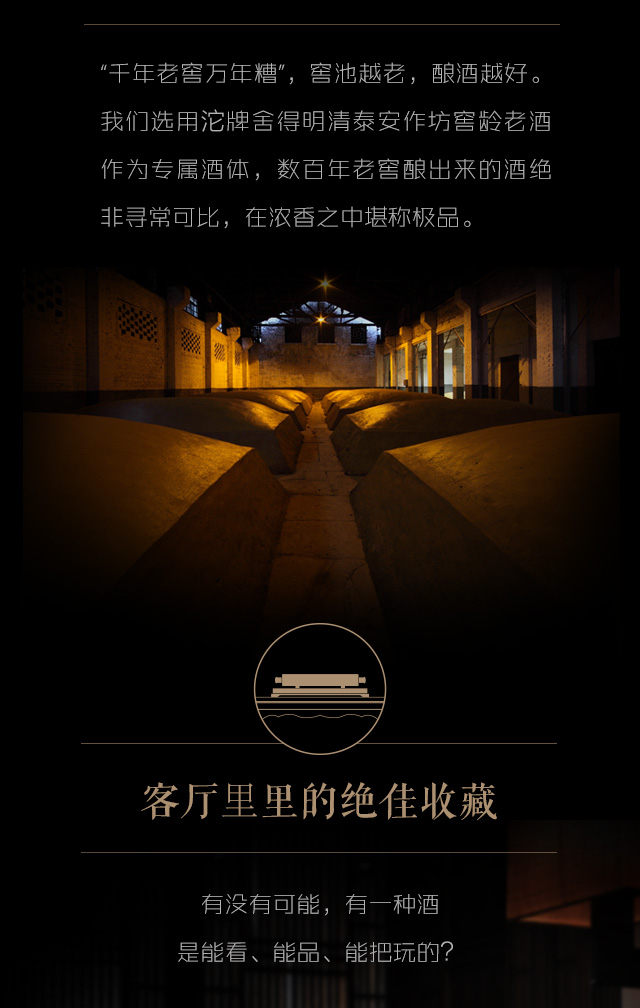 “千年老窖万年糟”，窖池越老，酿酒越好。
我们选用沱牌舍得明清泰安作坊窖龄老酒
作为专属酒体，数百年老窖酿出来的酒绝
非寻常可比，在浓香之中堪称极品。
客厅里里的绝佳收藏
有没有可能，有一种酒
是能看、能品、能把玩的？